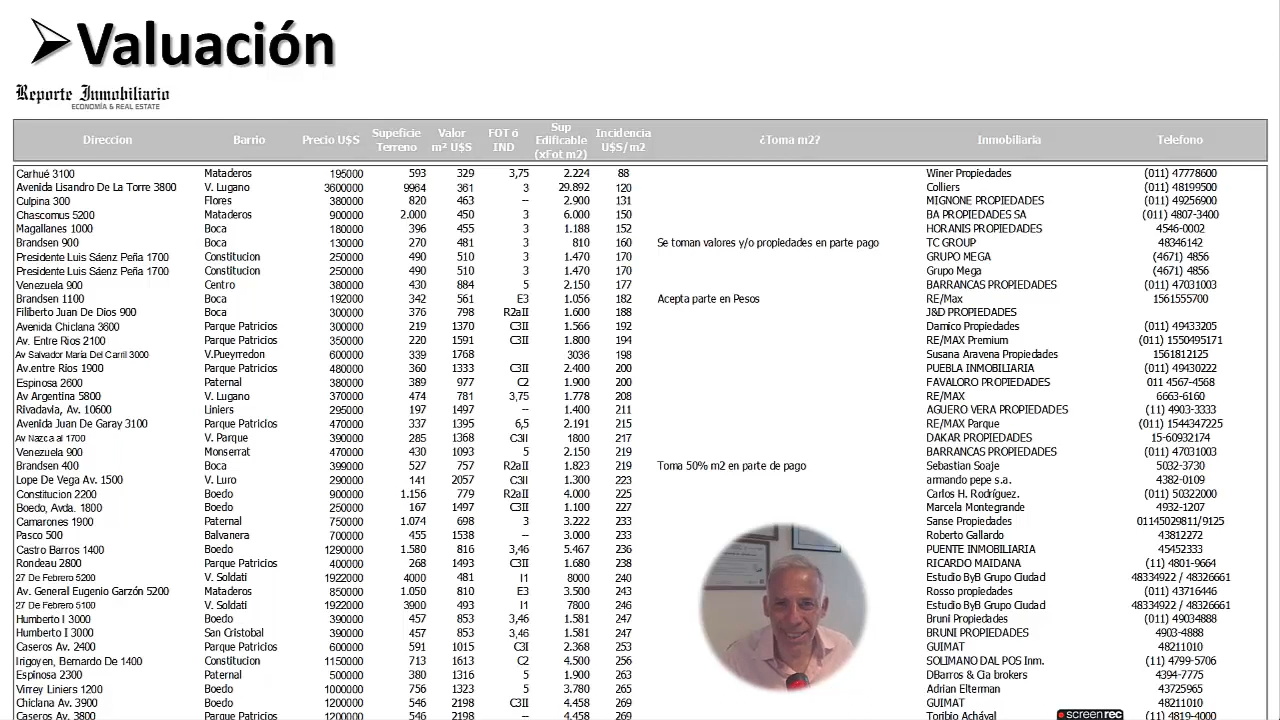 Valuación
Reporte Inmobiliario
ECONOMÍA & REAL ESTATE
Direccion Barrio Precio U$S Supeficie Terreno Valor m² U$S FOT ó IND Sup Edificable (xFot m2) Incidencia U$S/m2 ¿Toma m2? Inmobiliaria Telefono
Carhué 3100 Mataderos 195000 593 329 3,75 2.224 88 Winer Propiedades (011) 47778600
Avenida Lisandro De La Torre 3800 V. Lugano 3600000 9964 361 3 29.892 120 Colliers (011) 48199500
Culpina 300 Flores 380000 820 463 -- 2.900 131 MIGNONE PROPIEDADES (011) 49256900
Chascomus 5200 Mataderos 900000 2.000 450 3 6.000 150 BA PROPIEDADES SA (011) 4807-3400
Magallanes 1000 Boca 180000 396 455 3 1.188 152 HORANIS PROPIEDADES 4546-0002
Brandsen 900 Boca 130000 270 481 3 810 160 Se toman valores y/o propiedades en parte pago TC GROUP 48346142
Presidente Luis Sáenz Peña 1700 Constitucion 250000 490 510 3 1.470 170 GRUPO MEGA (4671) 4856
Presidente Luis Sáenz Peña 1700 Constitucion 250000 490 510 3 1.470 170 Grupo Mega (4671) 4856
Venezuela 900 Centro 380000 430 884 5 2.150 177 BARRANCAS PROPIEDADES (011) 47031003
Brandsen 1100 Boca 192000 342 561 E3 1.056 182 Acepta parte en Pesos RE/Max 1561555700
Filiberto Juan De Dios 900 Boca 300000 376 798 R2aII 1.600 188 J&D PROPIEDADES
Avenida Chiclana 3600 Parque Patricios 300000 219 1370 C3II 1.566 192 Damico Propiedades (011) 49433205
Av. Entre Rios 2100 Parque Patricios 350000 220 1591 C3II 1.800 194 RE/MAX Premium (011) 1550495171
Av Salvador María Del Carril 3000 V.Pueyrredon 600000 339 1768 3036 198 Susana Aravena Propiedades 1561812125
Av.entre Rios 1900 Parque Patricios 480000 360 1333 C3II 2.400 200 PUEBLA INMOBILIARIA (011) 49430222
Espinosa 2600 Paternal 380000 389 977 C2 1.900 200 FAVALORO PROPIEDADES 011 4567-4568
Av Argentina 5800 V. Lugano 370000 474 781 3,75 1.778 208 RE/MAX 6663-6160
Rivadavia, Av. 10600 Liniers 295000 197 1497 -- 1.400 211 AGUERO VERA PROPIEDADES (11) 4903-3333
Avenida Juan De Garay 3100 Parque Patricios 470000 337 1395 6,5 2.191 215 RE/MAX Parque (011) 1544347225
Av Nazca al 1700 V. Parque 390000 285 1368 C3II 1800 217 DAKAR PROPIEDADES 15-60932174
Venezuela 900 Monserrat 470000 430 1093 5 2.150 219 BARRANCAS PROPIEDADES (011) 47031003
Brandsen 400 Boca 399000 527 757 R2aII 1.823 219 Toma 50% m2 en parte de pago Sebastian Soaje 5032-3730
Lope De Vega Av. 1500 V. Luro 290000 141 2057 C3II 1.300 223 armando pepe s.a. 4382-0109
Constitucion 2200 Boedo 900000 1.156 779 R2aII 4.000 225 Carlos H. Rodríguez. (011) 50322000
Boedo, Avda. 1800 Boedo 250000 167 1497 C3II 1.100 227 Marcela Montegrande 4932-1207
Camarones 1900 Paternal 750000 1.074 698 3 3.222 233 Sanse Propiedades 01145029811/9125
Pasco 500 Balvanera 700000 455 1538 -- 3.000 233 Roberto Gallardo 43812272
Castro Barros 1400 Boedo 1290000 1.580 816 3,46 5.467 236 PUENTE INMOBILIARIA 45452333
Rondeau 2800 Parque Patricios 400000 268 1493 C3II 1.680 238 RICARDO MAIDANA (11) 4801-9664
27 De Febrero 5200 V. Soldati 1922000 4000 481 I1 8000 240 Estudio ByB Grupo Ciudad 48334922 / 48326661
Av. General Eugenio Garzón 5200 Mataderos 850000 1.050 810 E3 3.500 243 Rosso propiedades (011) 43716446
27 De Febrero 5100 V. Soldati 1922000 3900 493 I1 7800 246 Estudio ByB Grupo Ciudad 48334922 / 48326661
Humberto I 3000 Boedo 390000 457 853 3,46 1.581 247 Bruni Propiedades (011) 49034888
Humberto I 3000 San Cristobal 390000 457 853 3,46 1.581 247 BRUNI PROPIEDADES 4903-4888
Caseros Av. 2400 Parque Patricios 600000 591 1015 C3I 2.368 253 GUIMAT 48211010
Irigoyen, Bernardo De 1400 Constitucion 1150000 713 1613 C2 4.500 256 SOLIMANO DAL POS Inm. (11) 4799-5706
Espinosa 2300 Paternal 500000 380 1316 5 1.900 263 DBarros & Cia brokers 4394-7775
Virrey Liniers 1200 Boedo 1000000 756 1323 5 3.780 265 Adrian Elterman 43725965
Chiclana Av. 3900 Boedo 1200000 546 2198 C3II 4.458 269 GUIMAT 48211010
Caseros Av. 3800 Parque Patricios 1200000 546 2198 -- 4.458 269 Toribio Achával (11) 4819-4000
screenrec